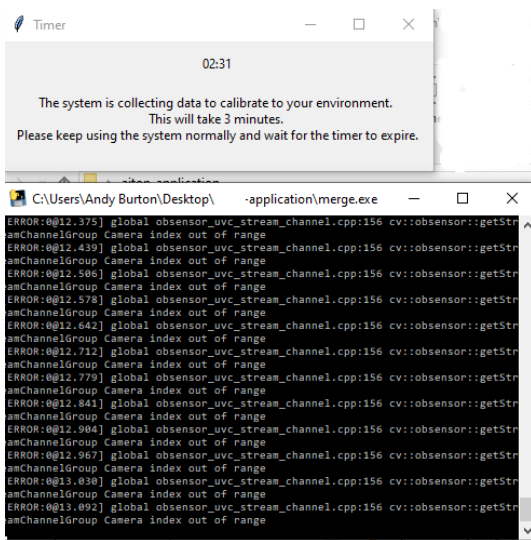 Timer
02:31
The system is collecting data to calibrate to your environment.
This will take 3 minutes.
Please keep using the system normally and wait for the timer to expire.
C:\Users\Andy Burton\Desktop\ -application\merge.exe
ERROR:0@12.375] global obsensor_uvc_stream_channel.cpp:156 cv::obsensor::getStr
amChannelGroup Camera index out of range
ERROR:0@12.439] global obsensor_uvc_stream_channel.cpp:156 cv::obsensor::getStr
amChannelGroup Camera index out of range
ERROR:0@12.506] global obsensor_uvc_stream_channel.cpp:156 cv::obsensor::getStr
amChannelGroup Camera index out of range
ERROR:0@12.578] global obsensor_uvc_stream_channel.cpp:156 cv::obsensor::getStr
amChannelGroup Camera index out of range
ERROR:0@12.642] global obsensor_uvc_stream_channel.cpp:156 cv::obsensor::getStr
amChannelGroup Camera index out of range
ERROR:0@12.712] global obsensor_uvc_stream_channel.cpp:156 cv::obsensor::getStr
amChannelGroup Camera index out of range
ERROR:0@12.779] global obsensor_uvc_stream_channel.cpp:156 cv::obsensor::getStr
amChannelGroup Camera index out of range
ERROR:0@12.841] global obsensor_uvc_stream_channel.cpp:156 cv::obsensor::getStr
amChannelGroup Camera index out of range
ERROR:0@12.904] global obsensor_uvc_stream_channel.cpp:156 cv::obsensor::getStr
amChannelGroup Camera index out of range
ERROR:0@12.967] global obsensor_uvc_stream_channel.cpp:156 cv::obsensor::getStr
amChannelGroup Camera index out of range
ERROR:0@13.030] global obsensor_uvc_stream_channel.cpp:156 cv::obsensor::getStr
amChannelGroup Camera index out of range
ERROR:0@13.092] global obsensor_uvc_stream_channel.cpp:156 cv::obsensor::getStr
amChannelGroup Camera index out of range